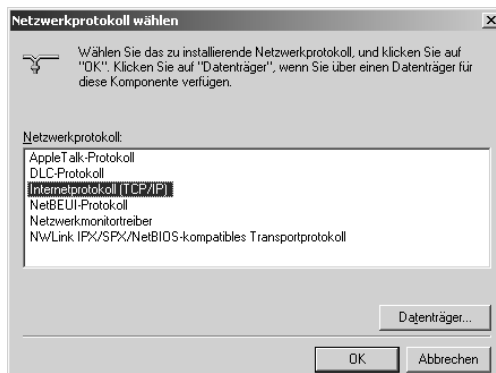 Netzwerkprotokoll wählen
Wählen Sie das zu installierende Netzwerkprotokoll, und klicken Sie auf
"OK". Klicken Sie auf "Datenträger", wenn Sie über einen Datenträger für
diese Komponente verfügen.
Netzwerkprotokoll:
AppleTalk-Protokoll
DLC-Protokoll
Internetprotokoll (TCP/IP)
NetBEUI-Protokoll
Netzwerkmonitortreiber
NWLink IPX/SPX/NetBIOS-kompatibles Transportprotokoll
Datenträger...
OK
Abbrechen